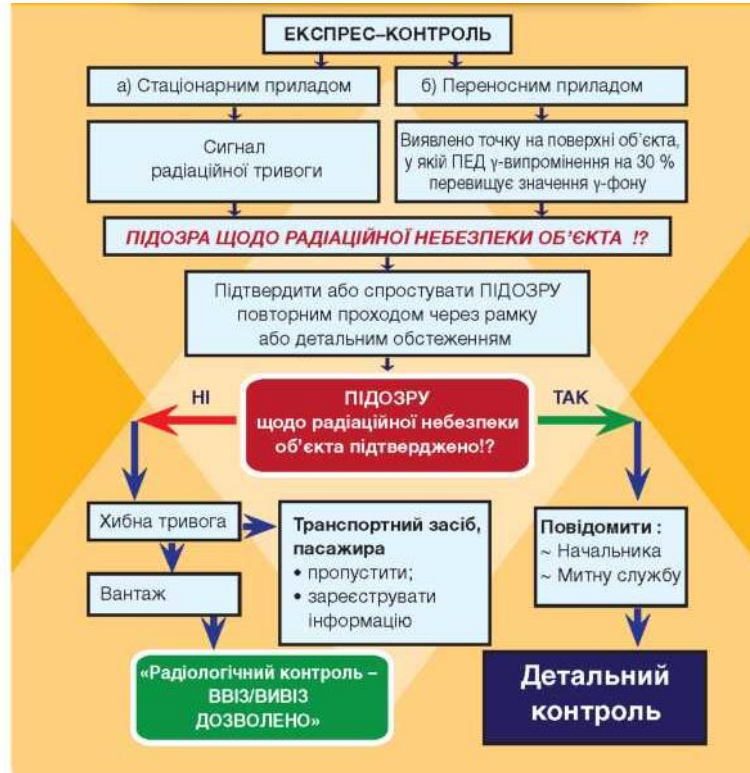 ЕКСПРЕС–КОНТРОЛЬ
а) Стаціонарним приладом
б) Переносним приладом
Сигнал
радіаційної тривоги
Виявлено точку на поверхні об’єкта,
у якій ПЕД γ-випромінення на 30 %
перевищує значення γ-фону
ПІДОЗРА ЩОДО РАДІАЦІЙНОЇ НЕБЕЗПЕКИ ОБ’ЄКТА !?
Підтвердити або спростувати ПІДОЗРУ
повторним проходом через рамку
або детальним обстеженням
НІ
ПІДОЗРУ
щодо радіаційної небезпеки
об’єкта підтверджено!?
ТАК
Хибна тривога
Вантаж
Транспортний засіб,
пасажира
• пропустити;
• зареєструвати
інформацію
Повідомити :
~ Начальника
~ Митну службу
«Радіологічний контроль –
ВВІЗ/ВИВІЗ
ДОЗВОЛЕНО»
Детальний
контроль